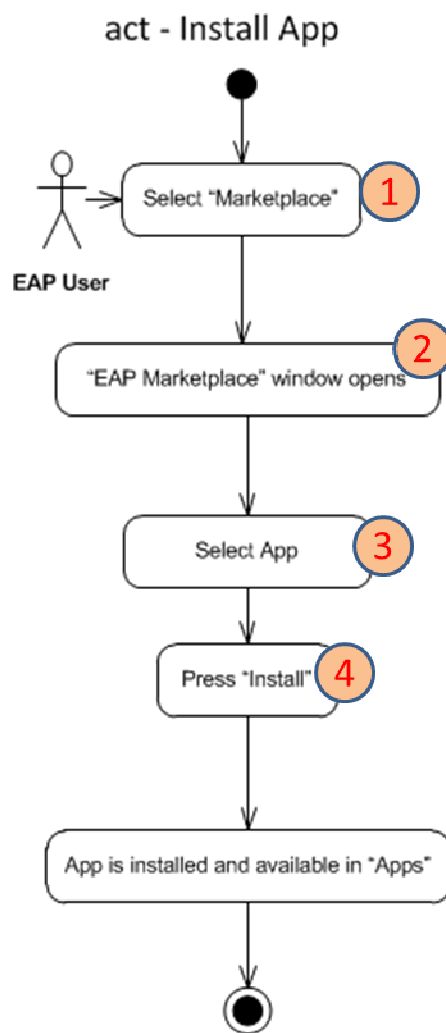 act - Install App
Select “Marketplace”
1
EAP User
2
“EAP Marketplace” window opens
Select App
3
Press “Install”
4
App is installed and available in “Apps”